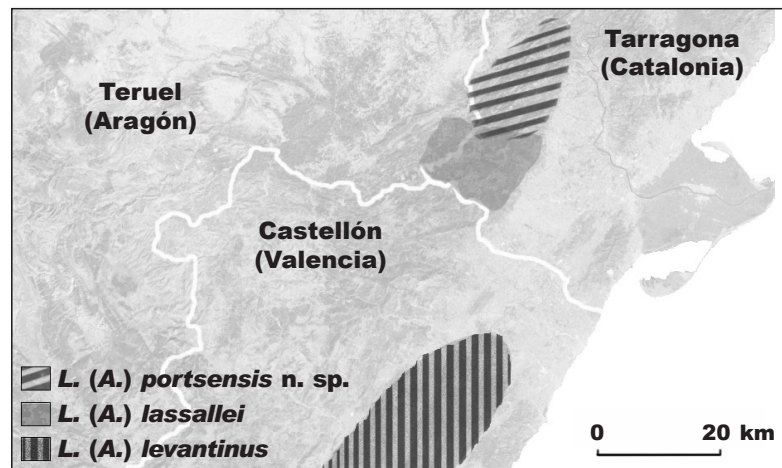 Tarragona
(Catalonia)
Teruel
(Aragón)
Castellón
(Valencia)
L. (A.) portsensis n. sp.
L. (A.) lassallei
L. (A.) levantinus
0 20 km